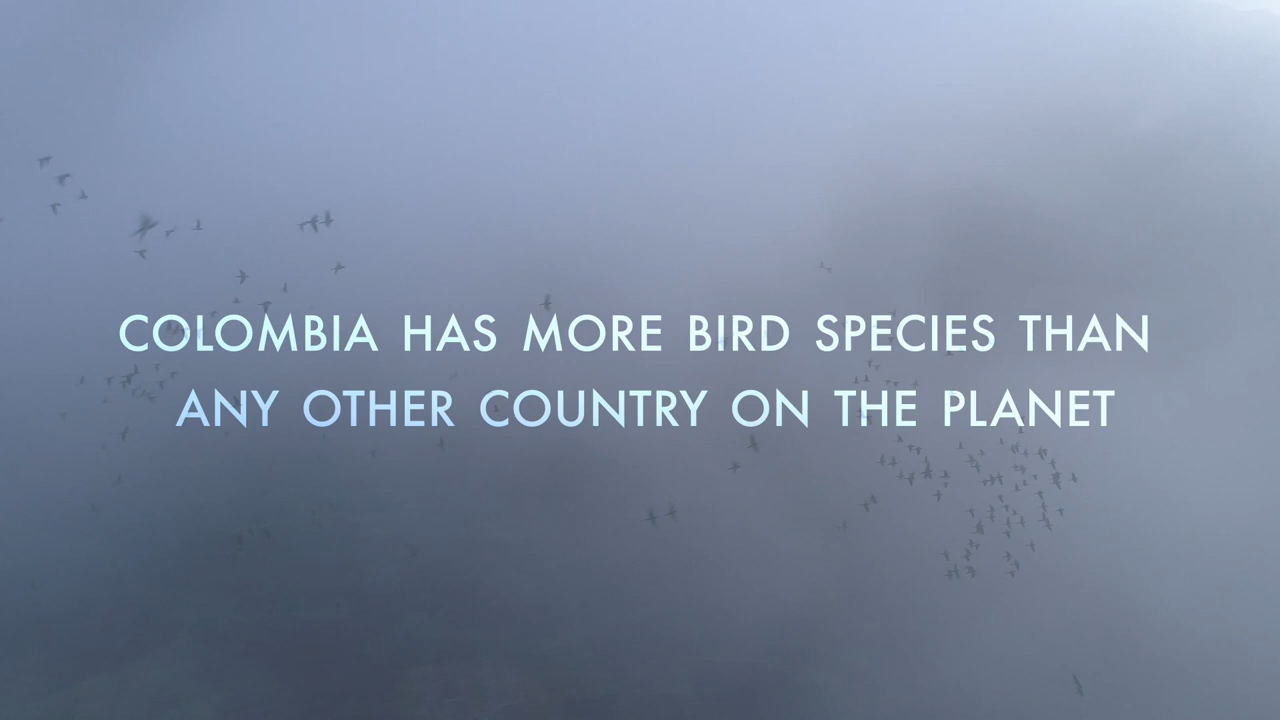 COLOMBIA HAS MORE BIRD SPECIES THAN
ANY OTHER COUNTRY ON THE PLANET